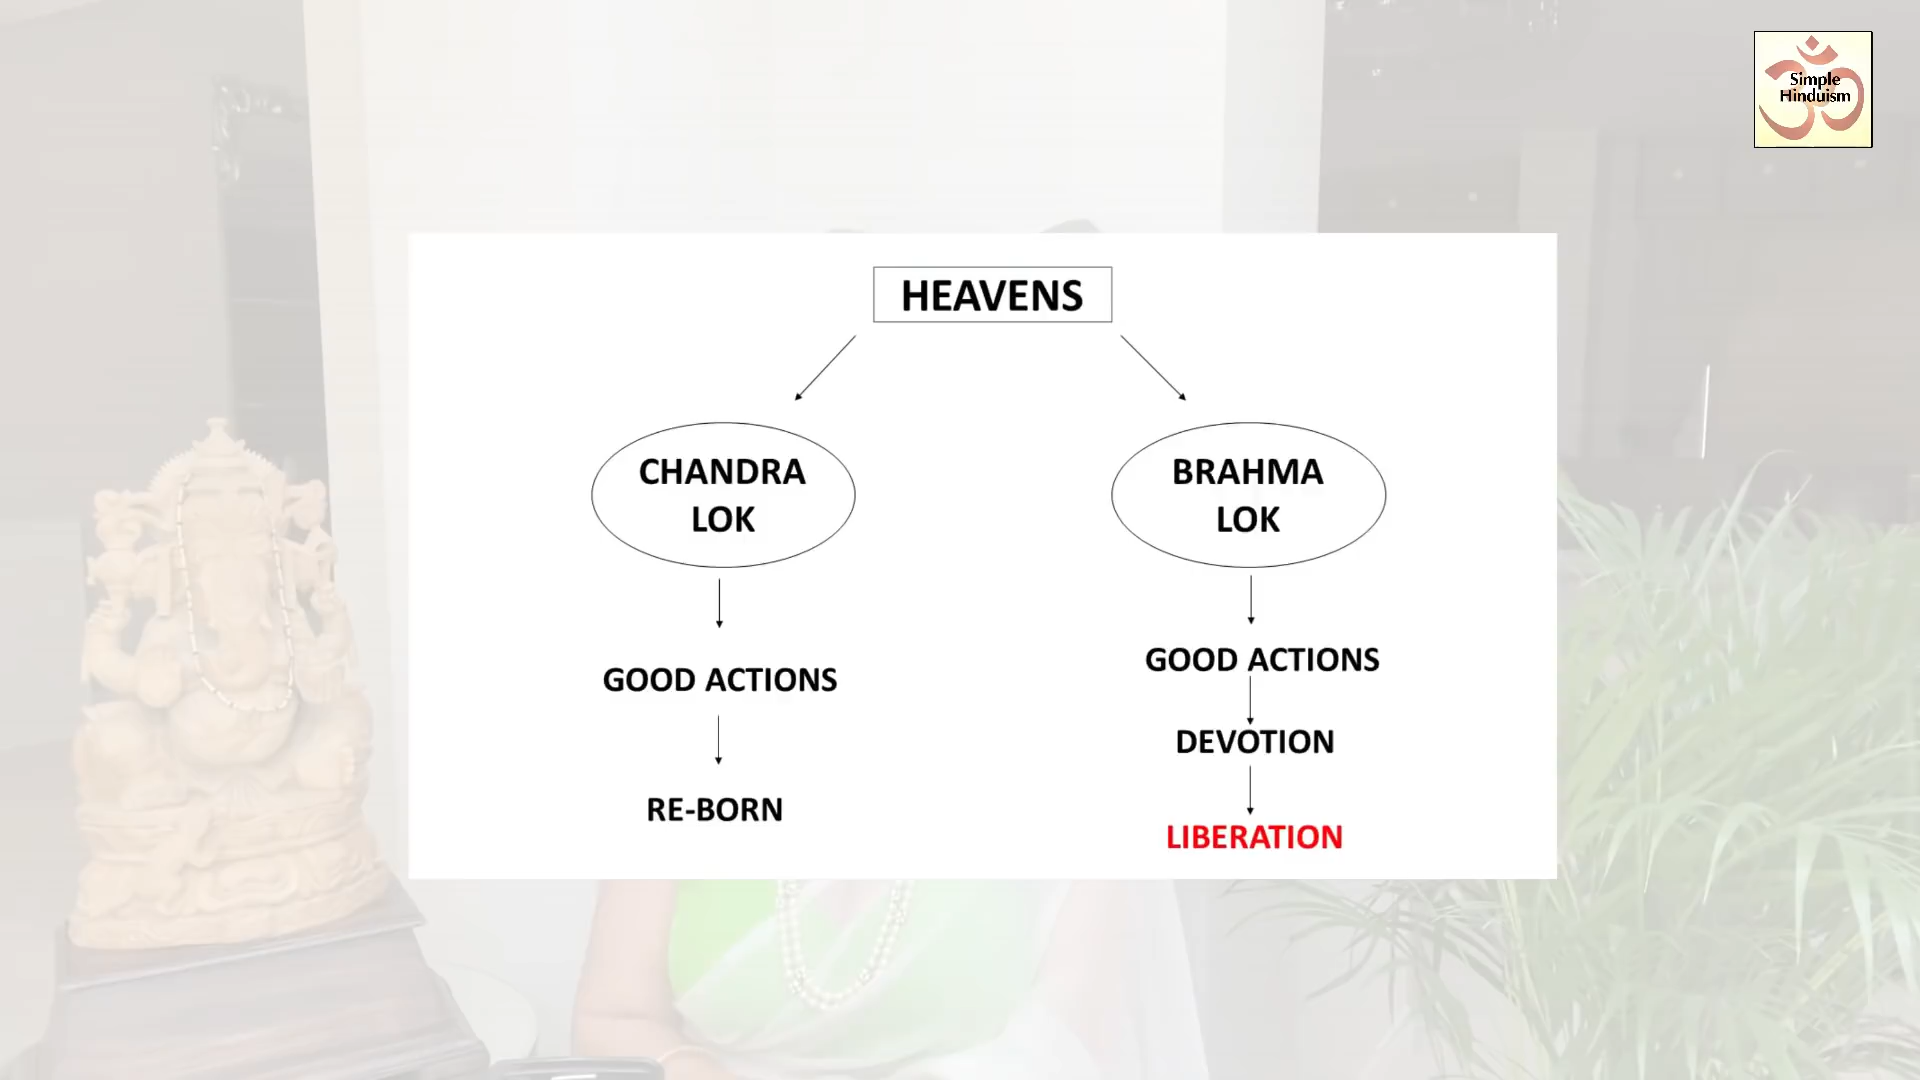 Simple
Hinduism
HEAVENS
CHANDRA
LOK
BRAHMA
LOK
GOOD ACTIONS
GOOD ACTIONS
DEVOTION
RE-BORN
LIBERATION